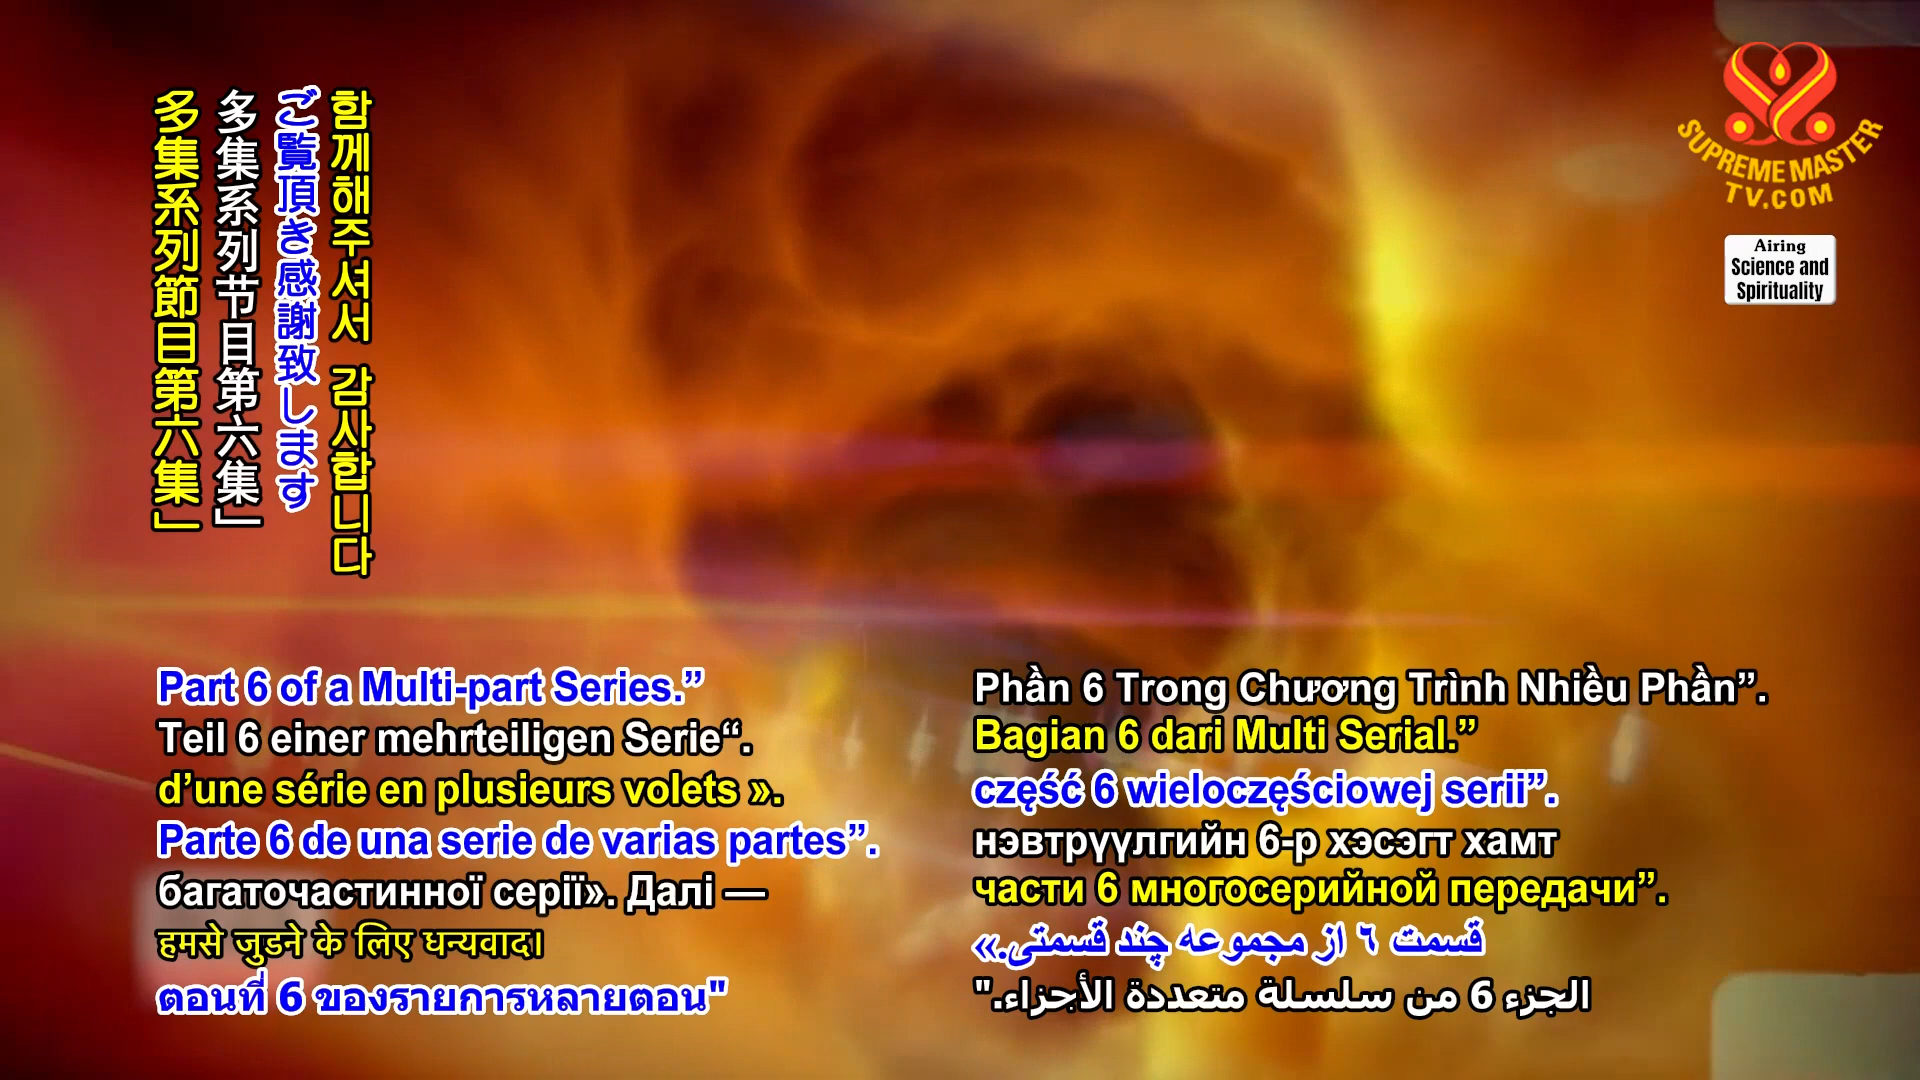 함께해주셔서 감사합니다
ご覧頂き感謝致します
多集系列节目第六集」
多集系列節目第六集」
SUPREME MASTER
TV.COM
Airing
Science and
Spirituality
Part 6 of a Multi-part Series.”
Teil 6 einer mehrteiligen Serie“.
d’une série en plusieurs volets ».
Parte 6 de una serie de varias partes”.
багаточастинної серії». Далі —
हमसे जुडने के लिए धन्यवाद।
ตอนที่ 6 ของรายการหลายตอน"
Phần 6 Trong Chương Trình Nhiều Phần”.
Bagian 6 dari Multi Serial.”
część 6 wieloczęściowej serii”.
нэвтрүүлгийн 6-р хэсэгт хамт
части 6 многосерийной передачи”.
قسمت ۶ از مجموعه چند قسمتی.»
الجزء 6 من سلسلة متعددة الأجزاء."